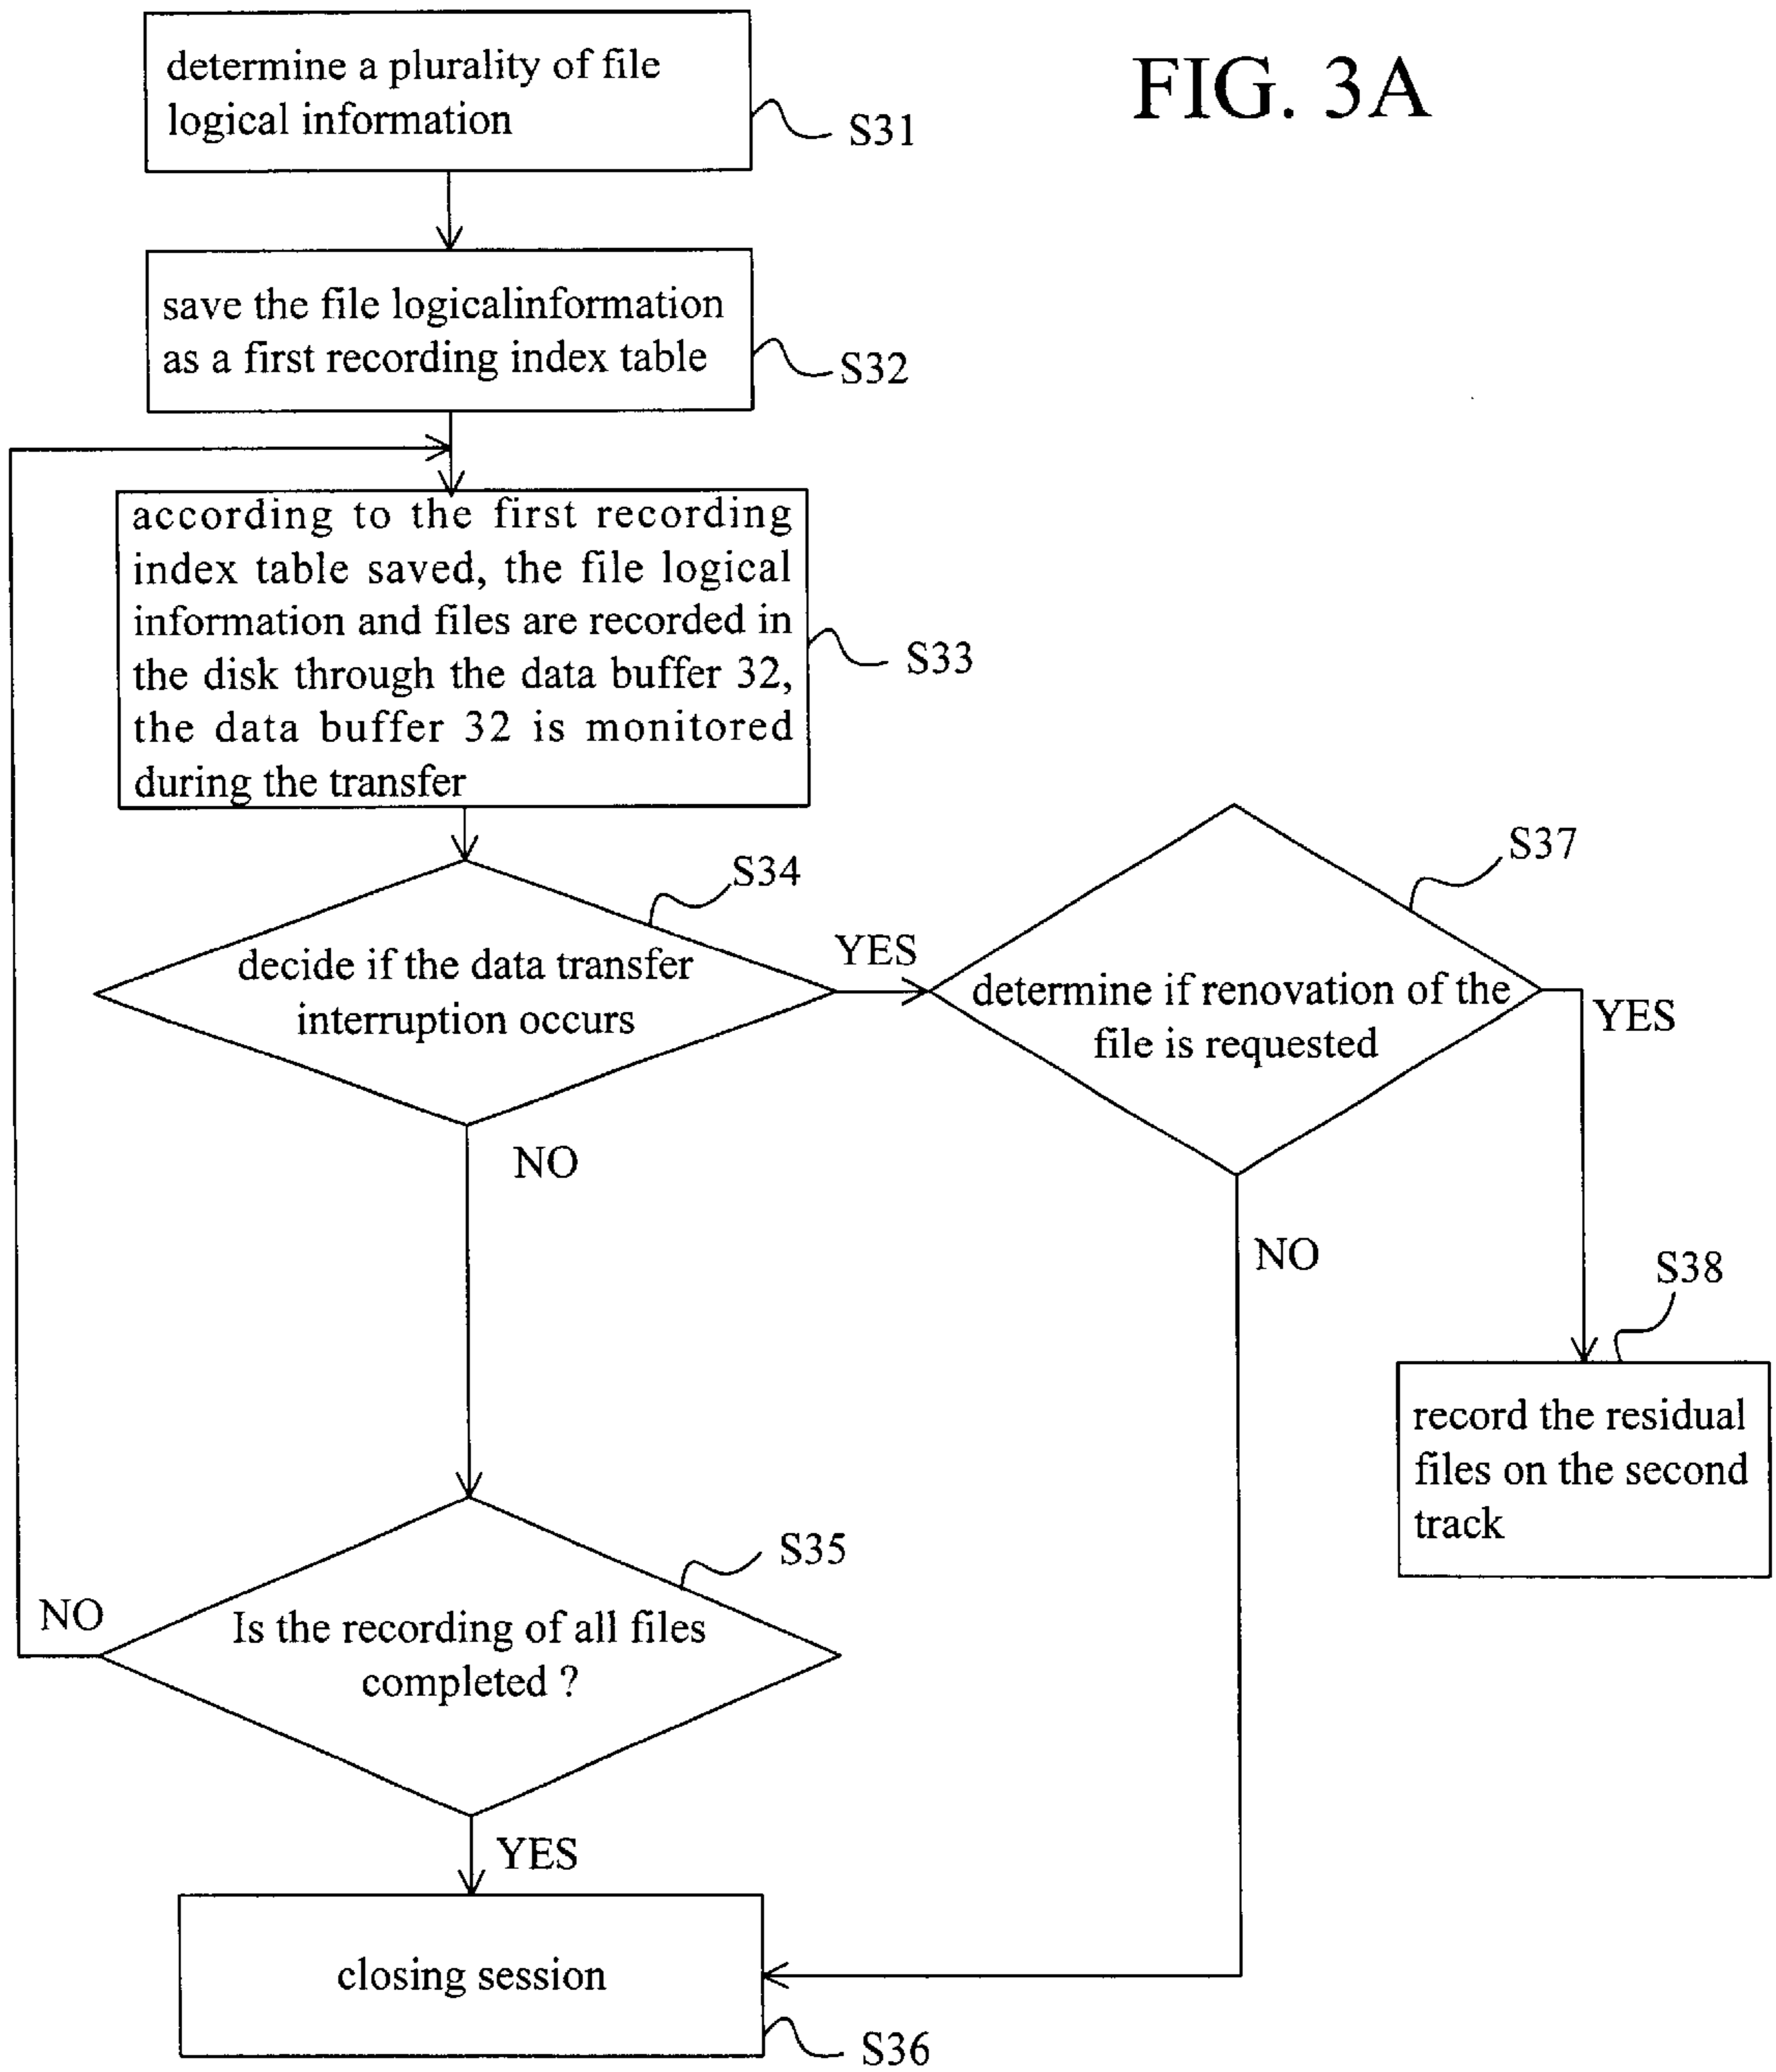 FIG. 3A
determine a plurality of file
logical information
S31
save the file logicalinformation
as a first recording index table
S32
according to the first recording
index table saved, the file logical
information and files are recorded in
the disk through the data buffer 32,
the data buffer 32 is monitored
during the transfer
S33
S34
decide if the data transfer
interruption occurs
YES
NO
S37
determine if renovation of the
file is requested
YES
NO
S38
record the residual
files on the second
track
S35
Is the recording of all files
completed ?
NO
YES
closing session
S36